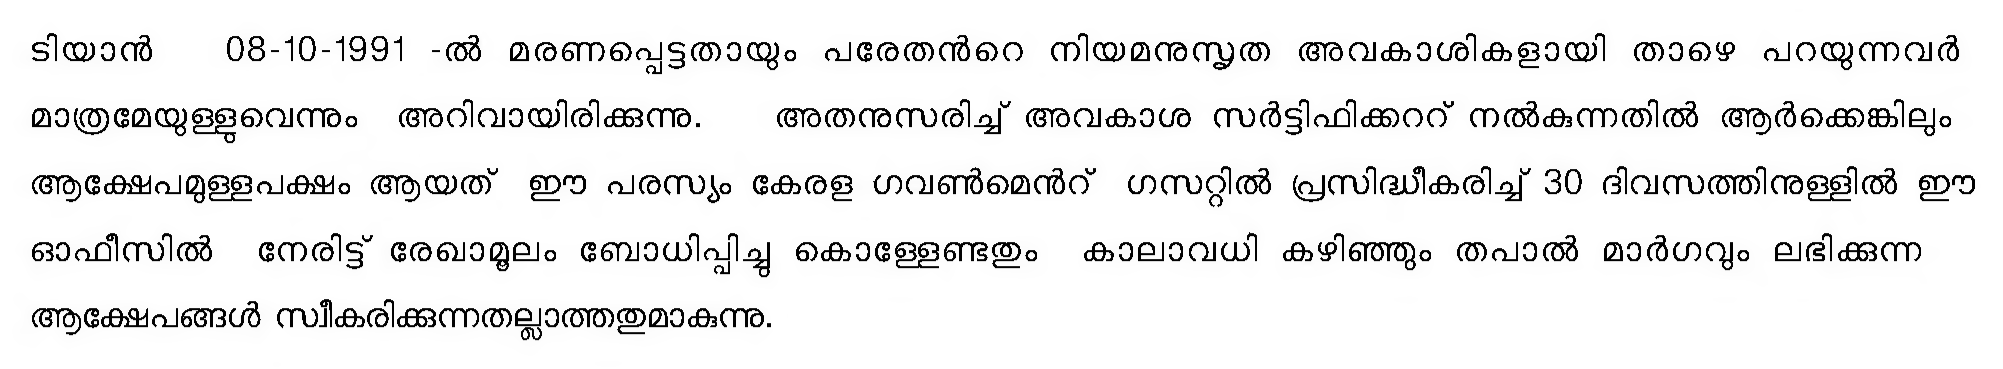 ടിയാൻ 08-10-1991 -ൽ മരണപ്പെട്ടതായും പരേതൻറെ നിയമനുസൃത അവകാശികളായി താഴെ പറയുന്നവർ
മാത്രമേയുള്ളുവെന്നും അറിവായിരിക്കുന്നു. അതനുസരിച്ച് അവകാശ സർട്ടിഫിക്കററ് നൽകുന്നതിൽ ആർക്കെങ്കിലും
ആക്ഷേപമുള്ളപക്ഷം ആയത് ഈ പരസ്യം കേരള ഗവൺമെൻറ് ഗസറ്റിൽ പ്രസിദ്ധീകരിച്ച് 30 ദിവസത്തിനുള്ളിൽ ഈ
ഓഫീസിൽ നേരിട്ട് രേഖാമൂലം ബോധിപ്പിച്ചു കൊള്ളേണ്ടതും കാലാവധി കഴിഞ്ഞും തപാൽ മാർഗവും ലഭിക്കുന്ന
ആക്ഷേപങ്ങൾ സ്വീകരിക്കുന്നതല്ലാത്തതുമാകുന്നു.